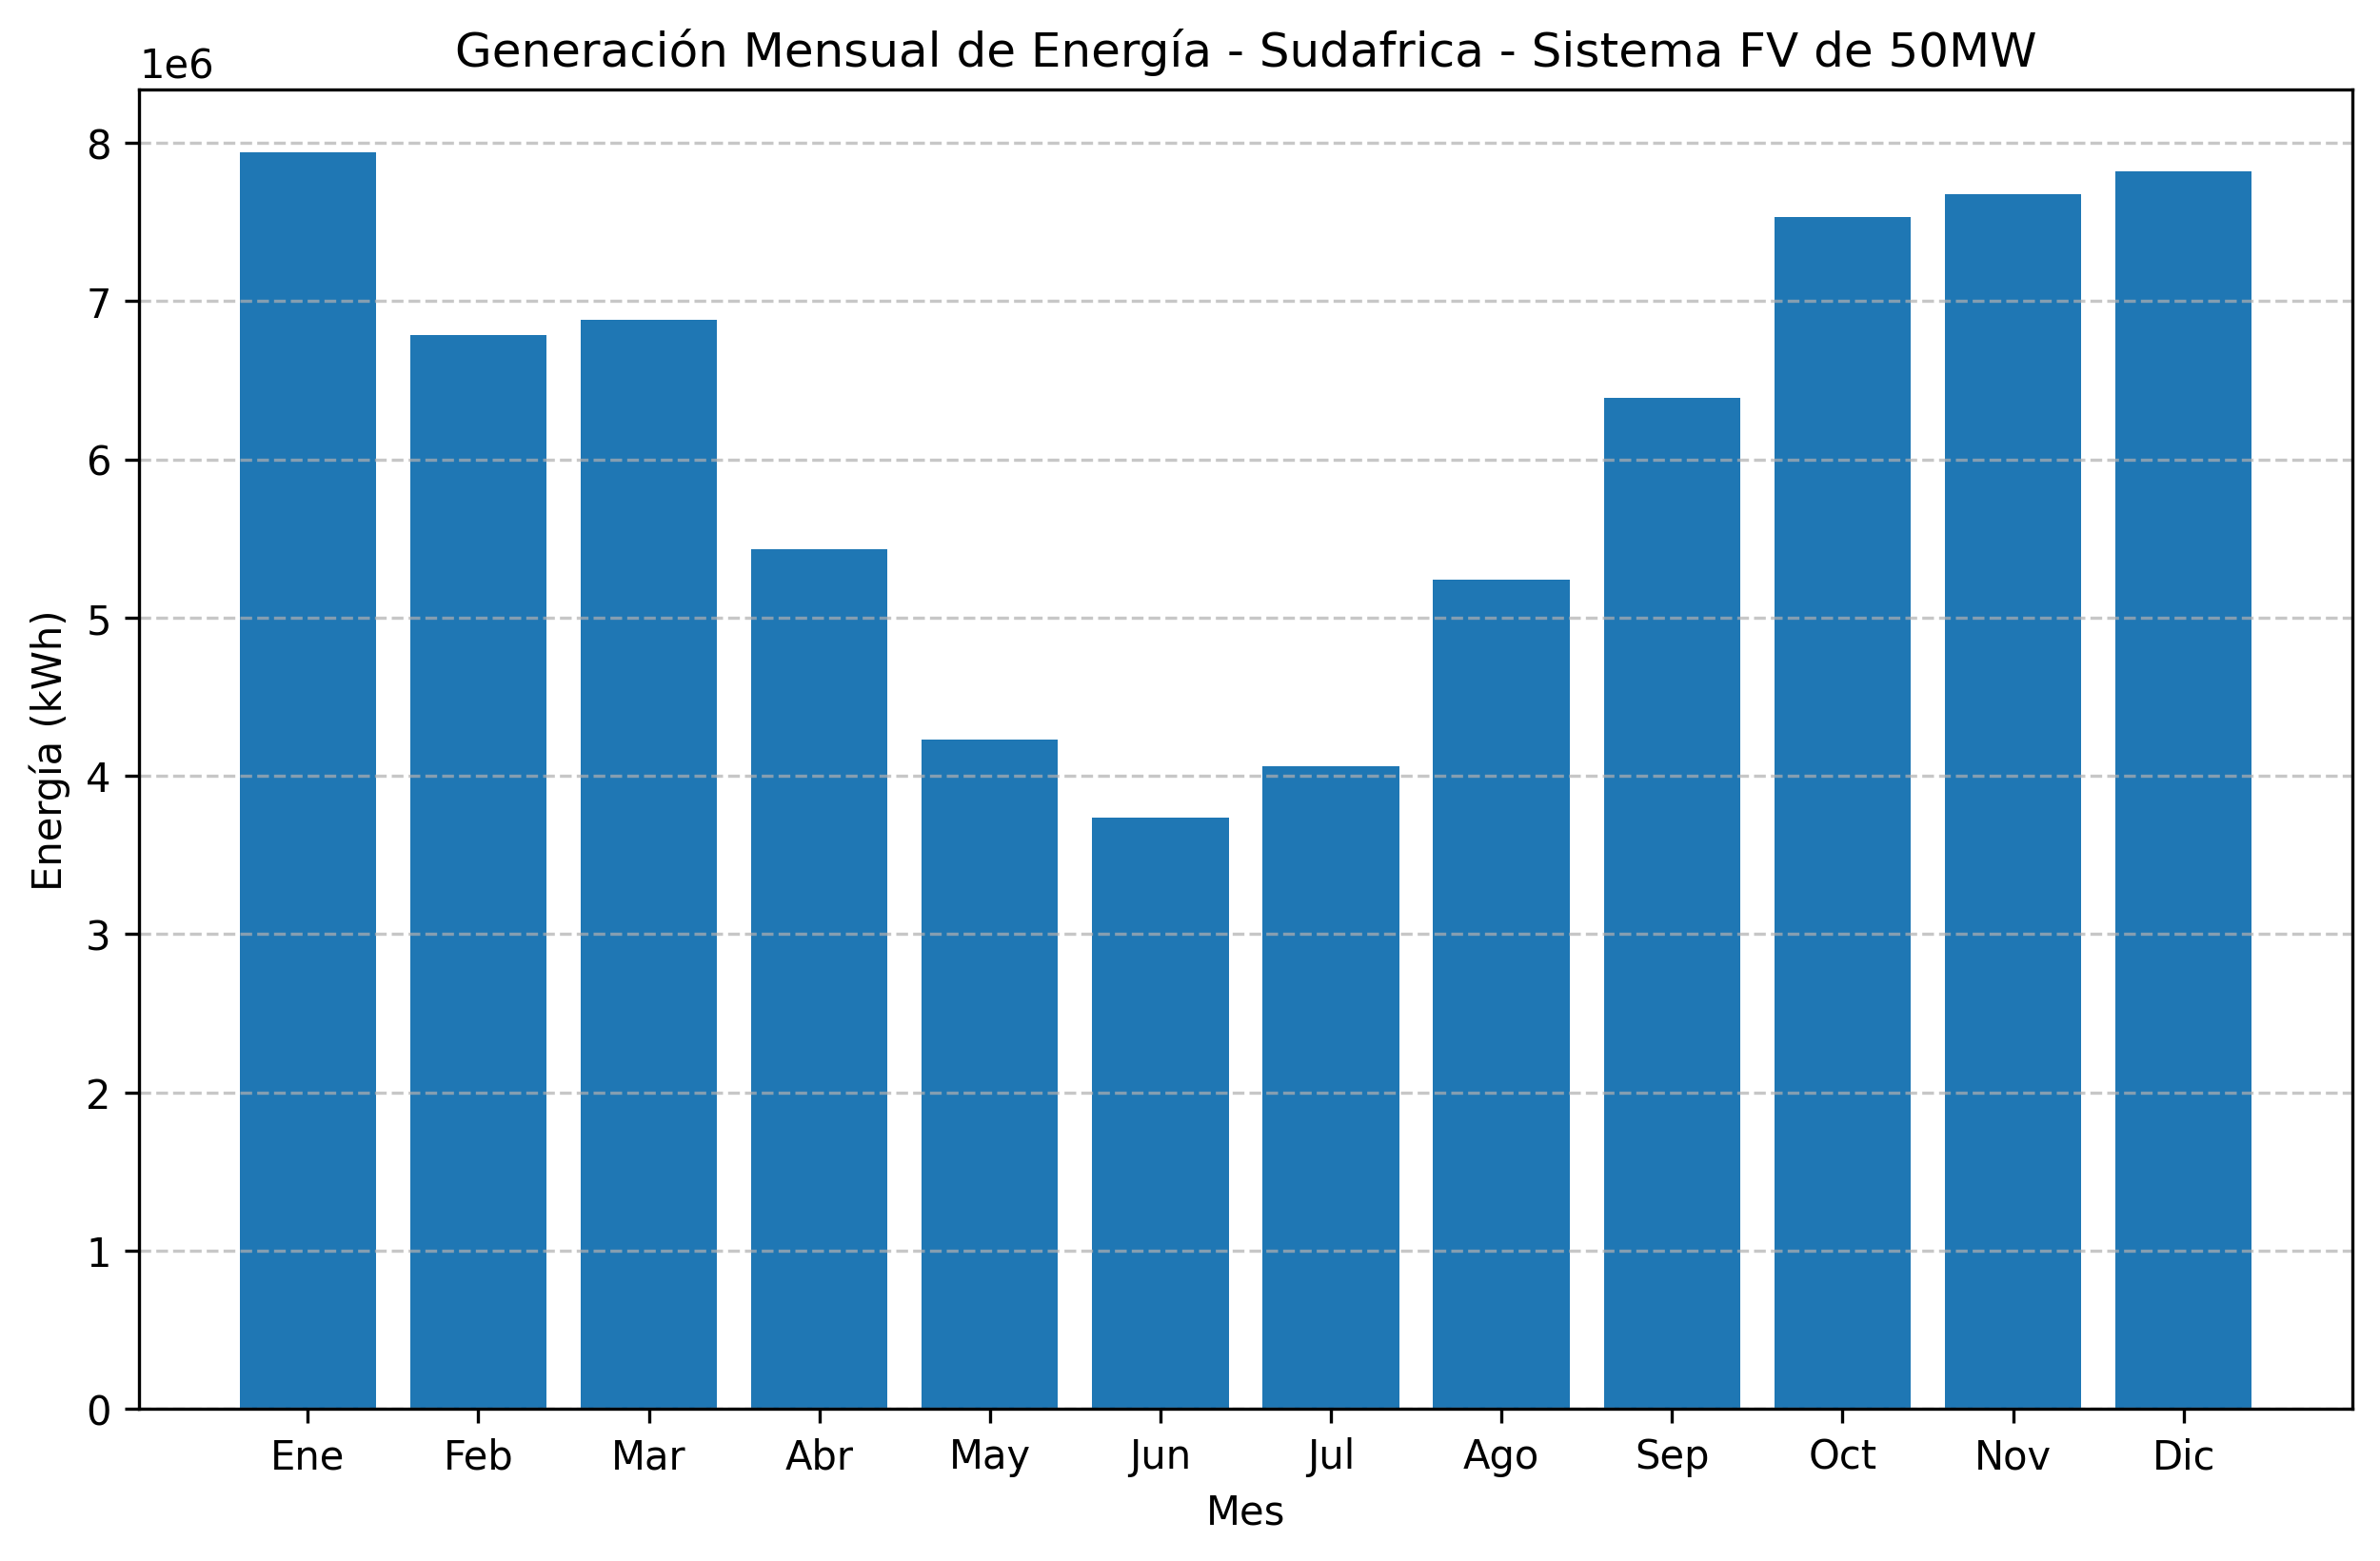 Generación Mensual de Energía - Sudafrica - Sistema FV de 50MW
1e6
8
7
6
5
4
3
2
1
0
Energía (kWh)
Ene Feb Mar Abr May Jun Jul Ago Sep Oct Nov Dic
Mes